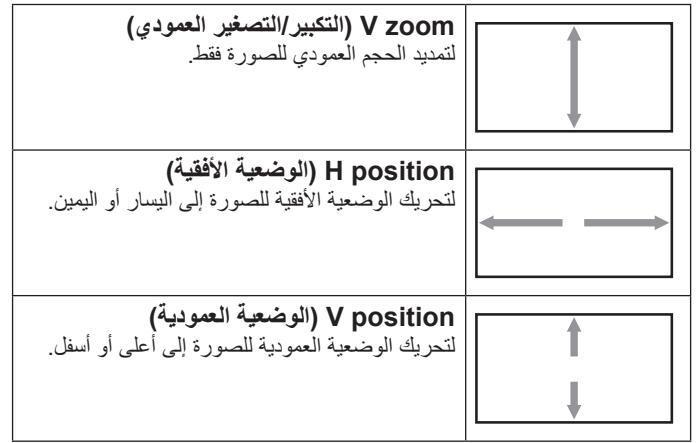 V zoom (التكبير/التصغير العمودي)
لتمديد الحجم العمودي للصورة فقط.
H position (الوضعية الأفقية)
لتحريك الوضعية الأفقية للصورة إلى اليسار أو اليمين.
V position (الوضعية العمودية)
لتحريك الوضعية العمودية للصورة إلى أعلى أو أسفل.